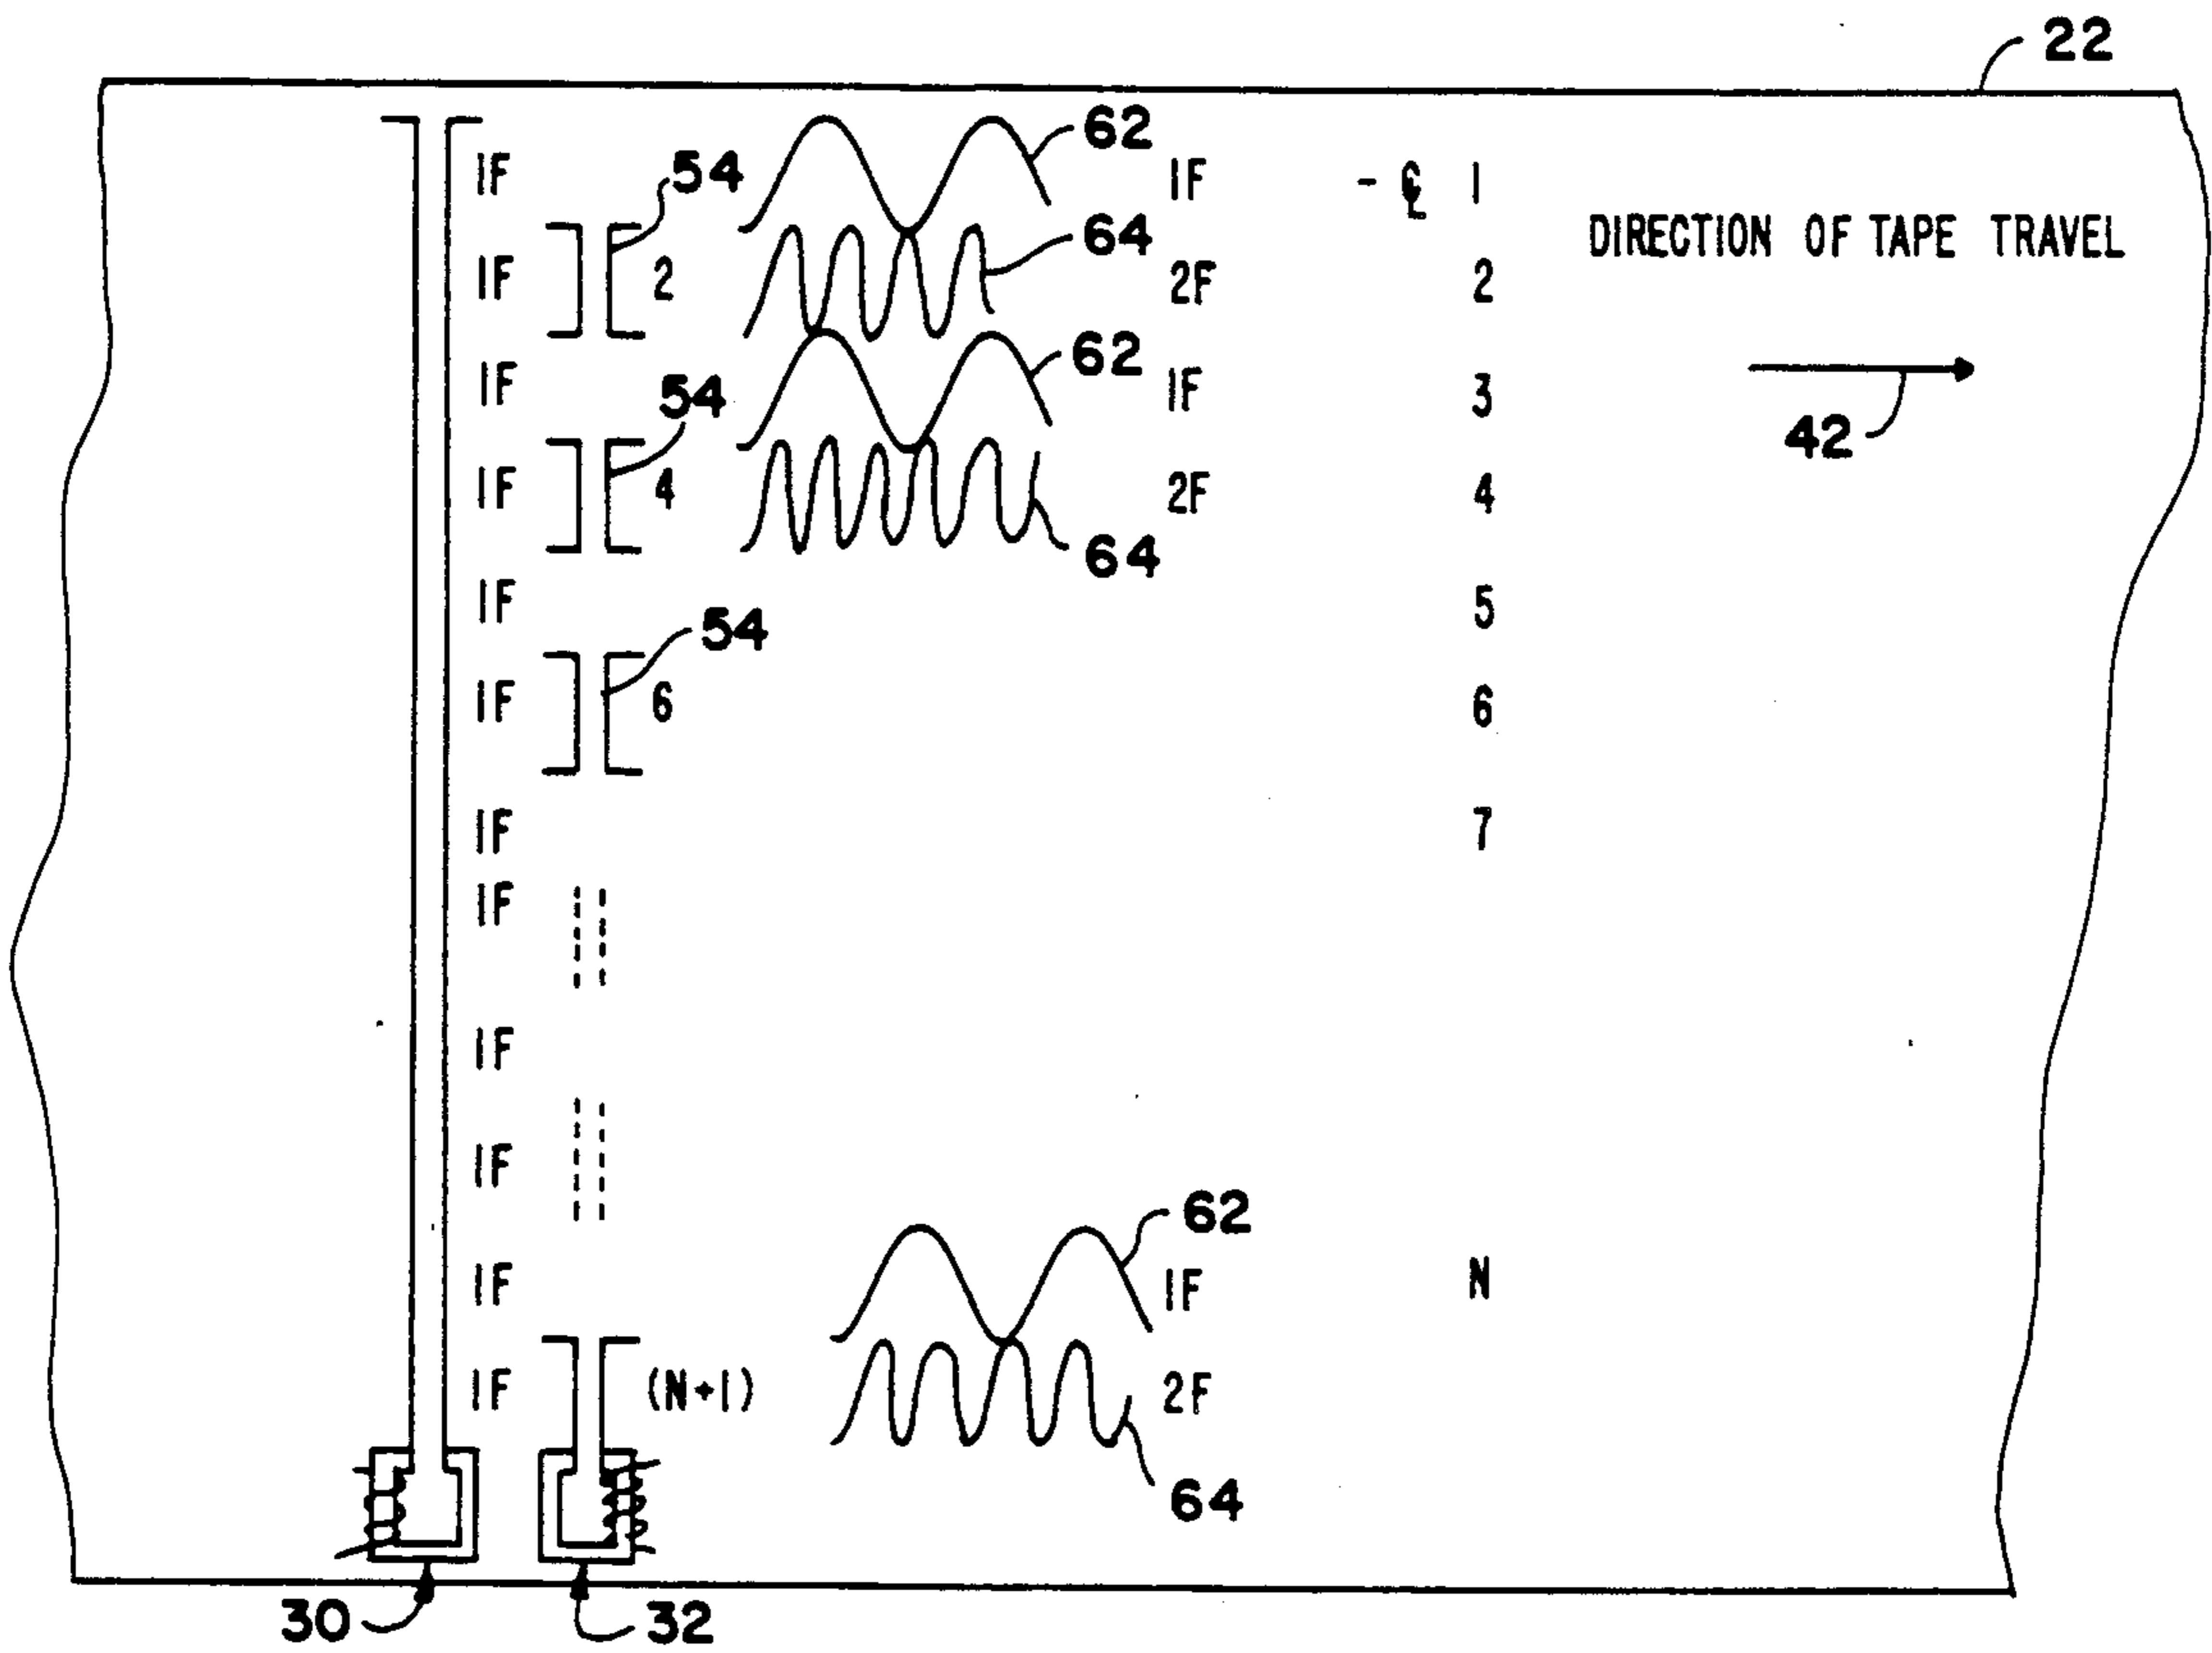 22
62
1F 54 1F - ℄ 1
64 DIRECTION OF TAPE TRAVEL
1F 2 2F 2
62
1F 54 1F 3
42
1F 4 2F 4
64
1F 5
54
1F 6 6
1F 7
1F
1F
1F
62
1F 1F N
1F (N+1) 2F
64
30 32